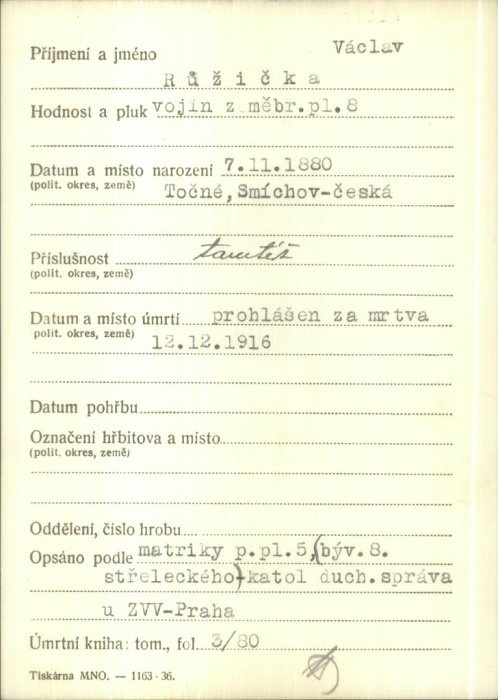 Václav
Příjmení a jméno
Růžička
Hodnost a pluk vojín zeměbr.pl.8
Datum a místo narození 7.11.1880
(polit. okres, země) Točné, Smíchov-česká
Příslušnost tamtéž
(polit. okres, země)
Datum a místo úmrtí prohlášen za mrtva
polit. okres, země) 12.12.1916
Datum pohřbu
Označení hřbitova a místo
(polit. okres, země)
Oddělení, číslo hrobu
Opsáno podle matriky p.pl.5,(býv.8.
střeleckého)-katol duch.správa
u ZVV-Praha
Úmrtní kniha: tom., fol. 3/80
Tiskárna MNO. — 1163-36.